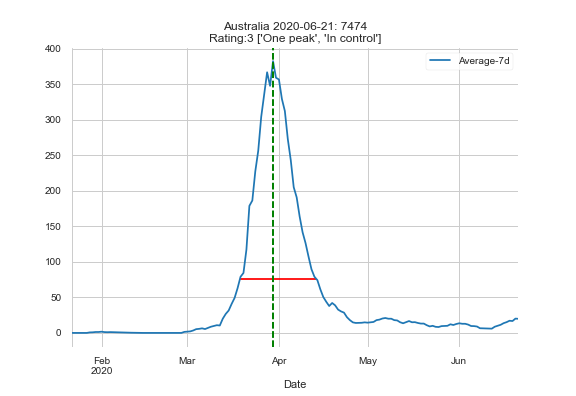 Australia 2020-06-21: 7474
Rating:3 ['One peak', 'In control']
Average-7d
400
350
300
250
200
150
100
50
0
Feb
2020
Mar
Apr
May
Jun
Date